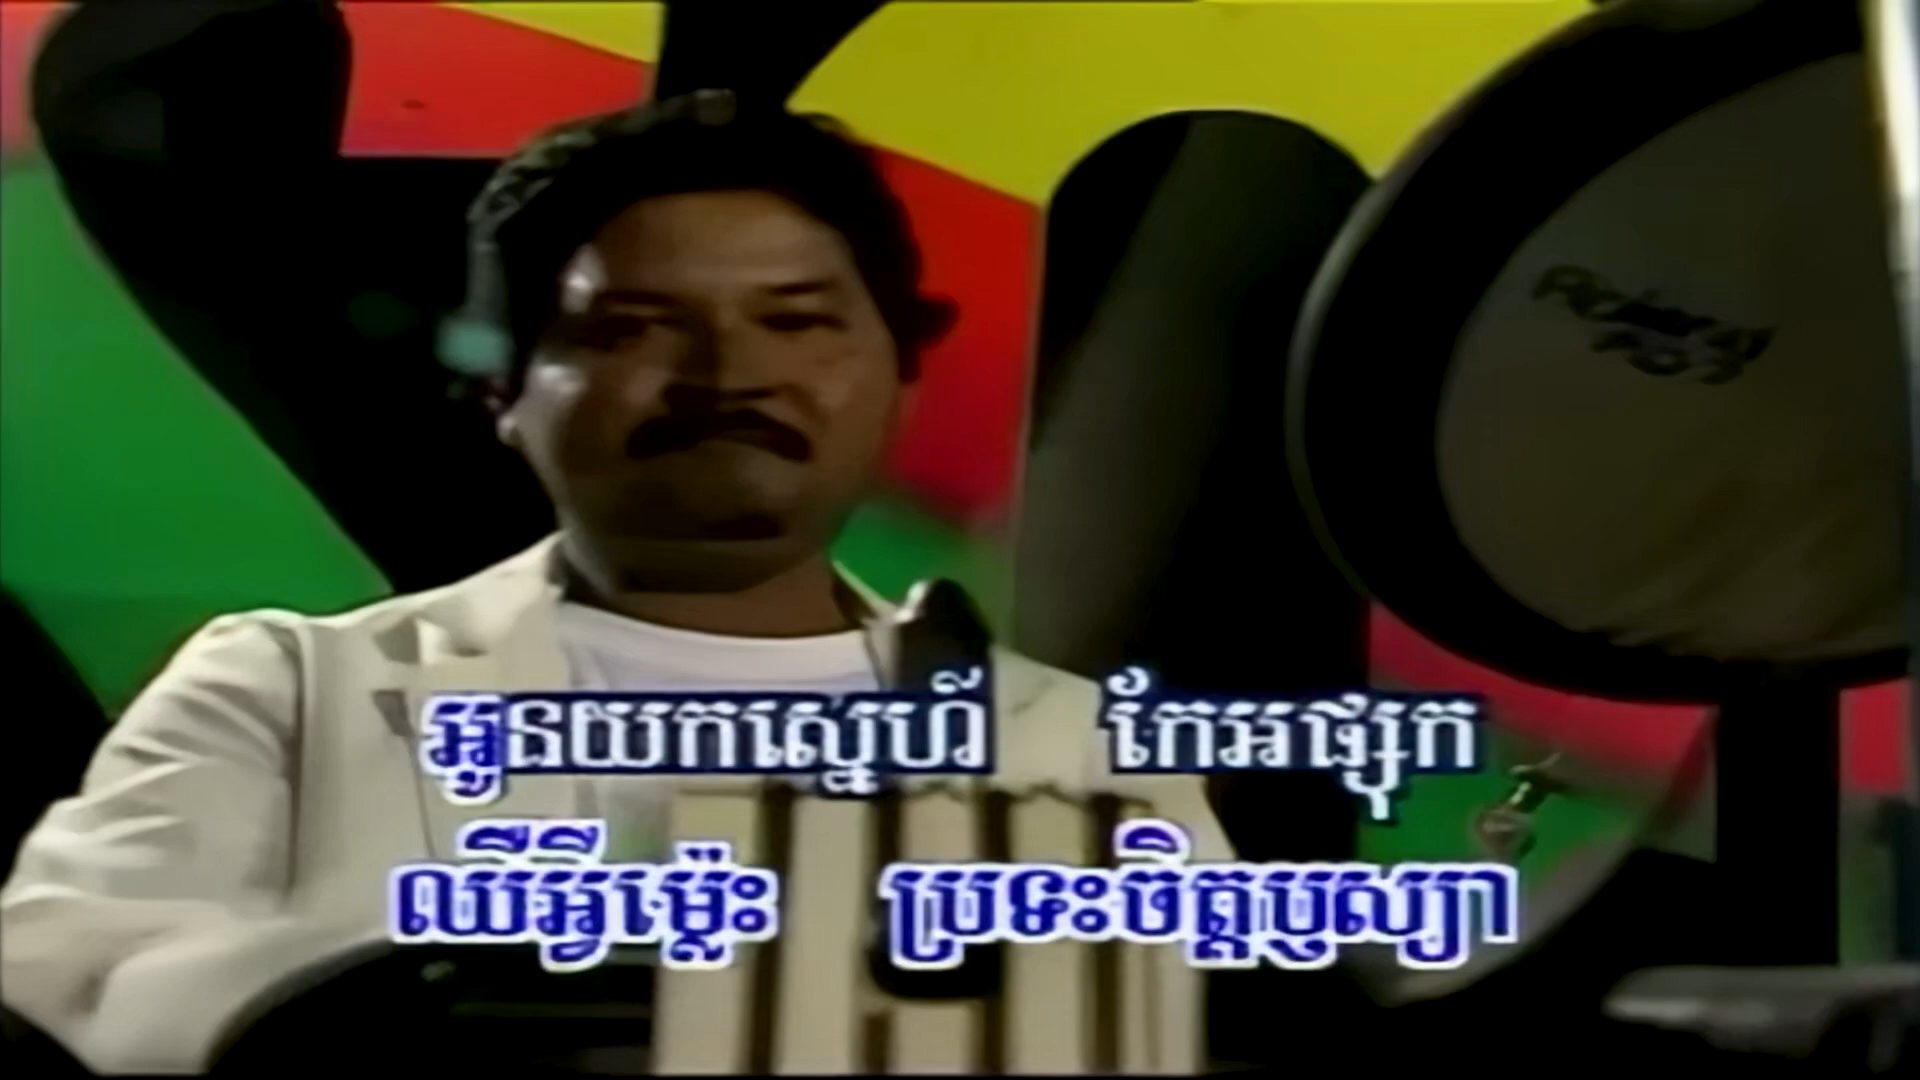 អូនយកស្នេហ៍ កែអផ្សុក
ឈឺអ្វីម្ល៉េះ ប្រទះចិត្តឫស្យា